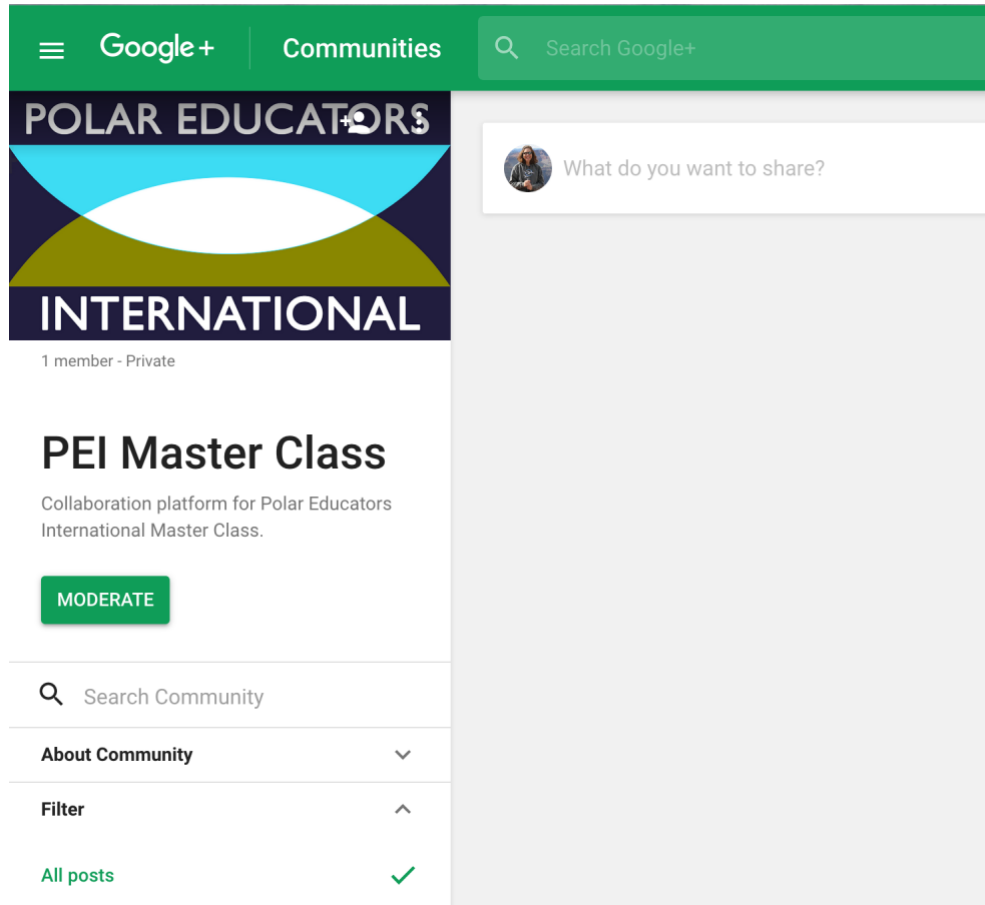 Google+
Communities
Search Google+
POLAR EDUCATORS
INTERNATIONAL
1 member - Private
What do you want to share?
PEI Master Class
Collaboration platform for Polar Educators
International Master Class.
MODERATE
Search Community
About Community
Filter
All posts